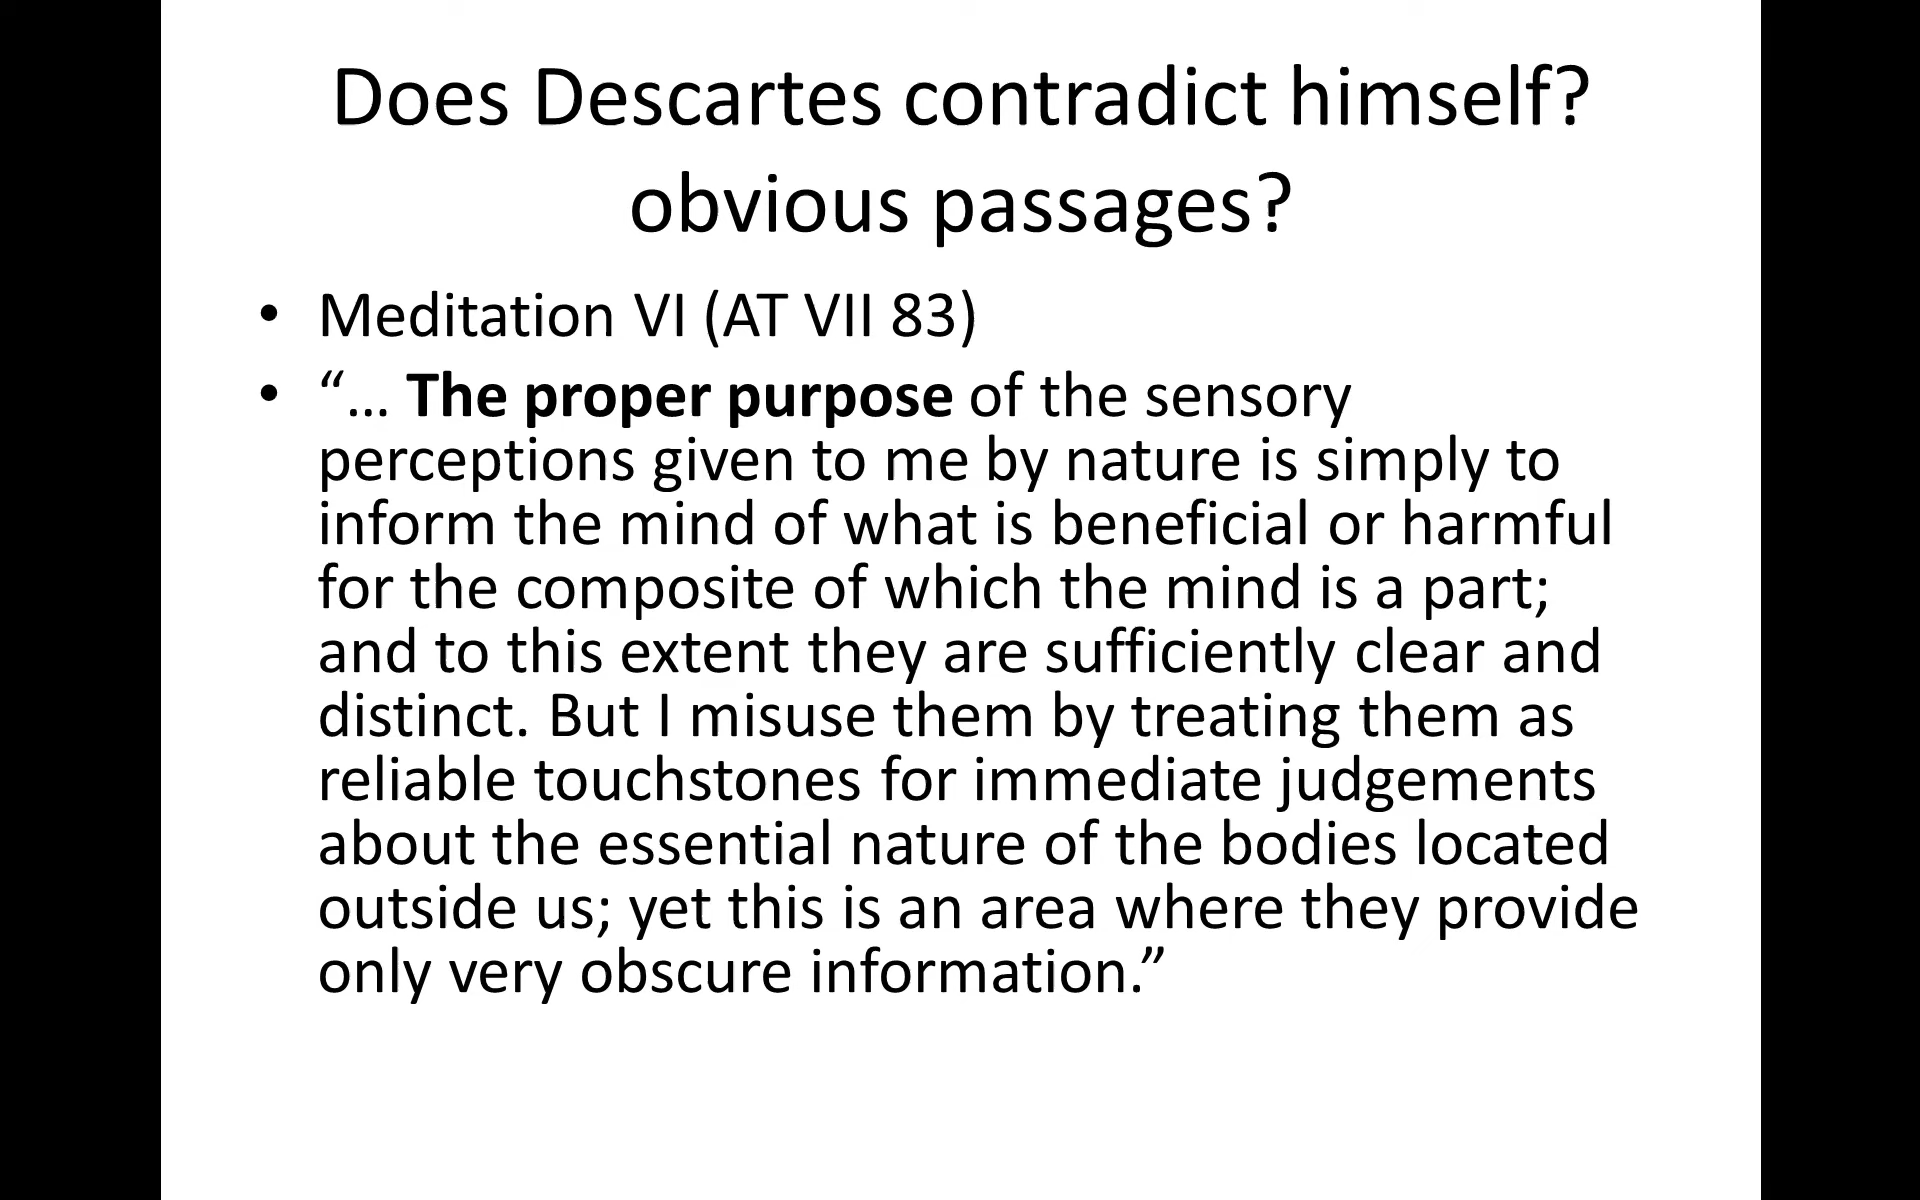 Does Descartes contradict himself?
obvious passages?
• Meditation VI (AT VII 83)
• “… The proper purpose of the sensory
perceptions given to me by nature is simply to
inform the mind of what is beneficial or harmful
for the composite of which the mind is a part;
and to this extent they are sufficiently clear and
distinct. But I misuse them by treating them as
reliable touchstones for immediate judgements
about the essential nature of the bodies located
outside us; yet this is an area where they provide
only very obscure information.”